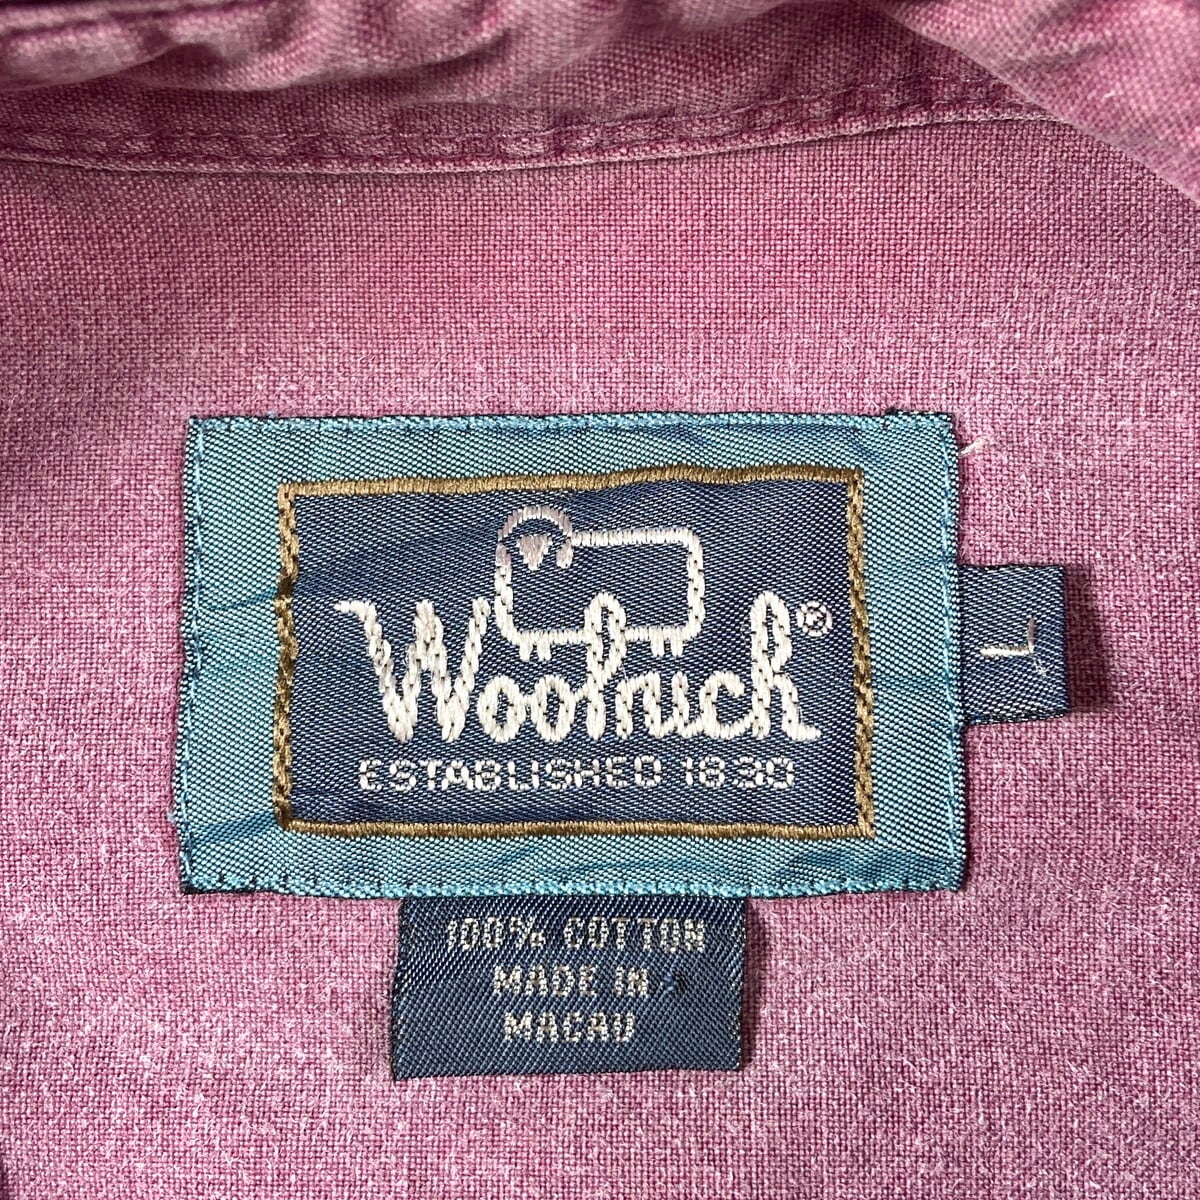 Woolrich®
ESTABLISHED 1830
L
100% COTTON
MADE IN
MACAU